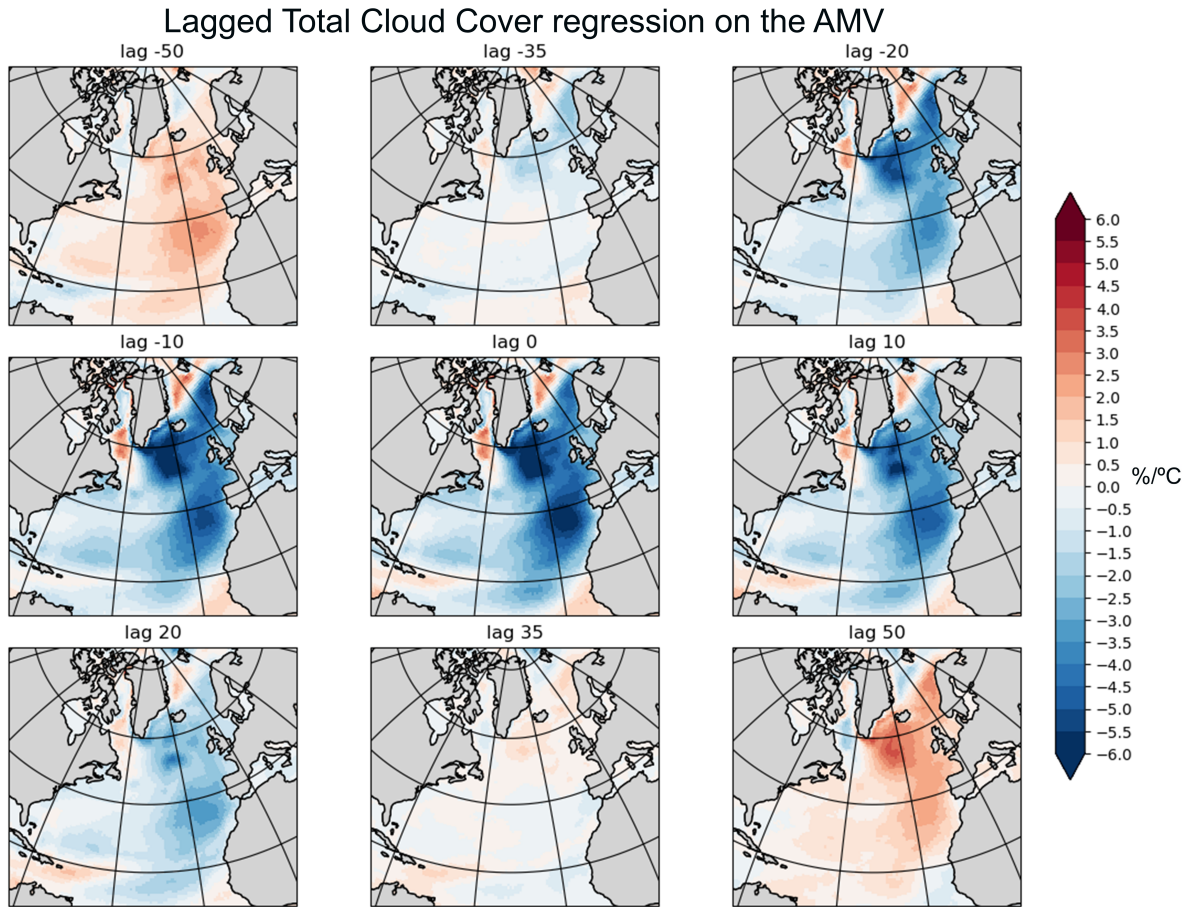 Lagged Total Cloud Cover regression on the AMV
lag -50
lag -35
lag -20
lag -10
lag 0
lag 10
lag 20
lag 35
lag 50
6.0
5.5
5.0
4.5
4.0
3.5
3.0
2.5
2.0
1.5
1.0
0.5
0.0
−0.5
−1.0
−1.5
−2.0
−2.5
−3.0
−3.5
−4.0
−4.5
−5.0
−5.5
−6.0
%/ºC